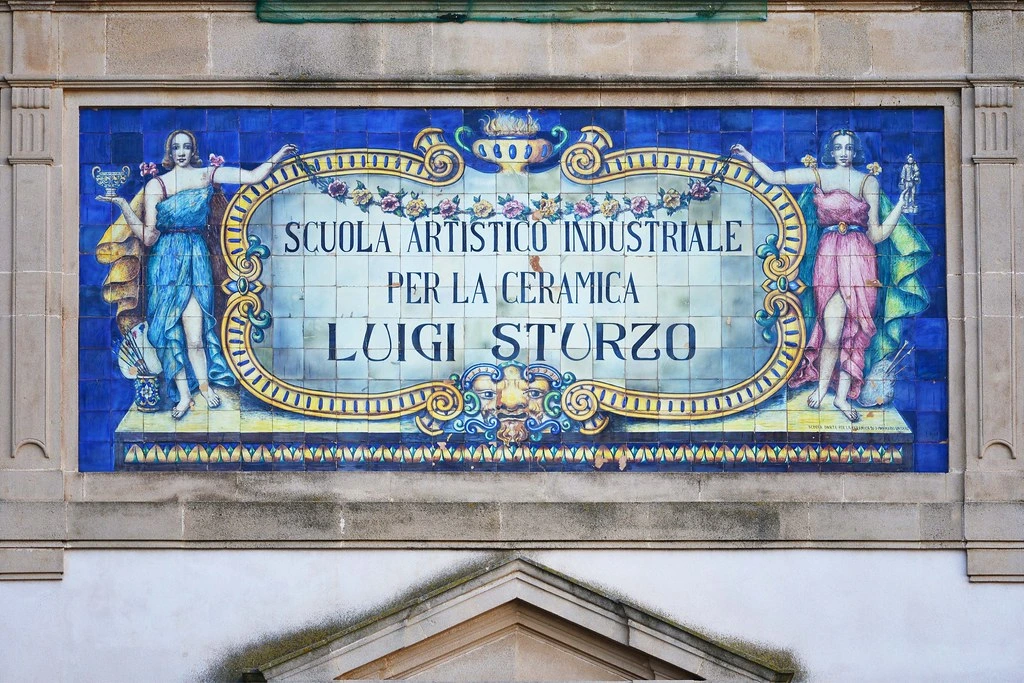 SCUOLA ARTISTICO INDUSTRIALE
PER LA CERAMICA
LUIGI STURZO